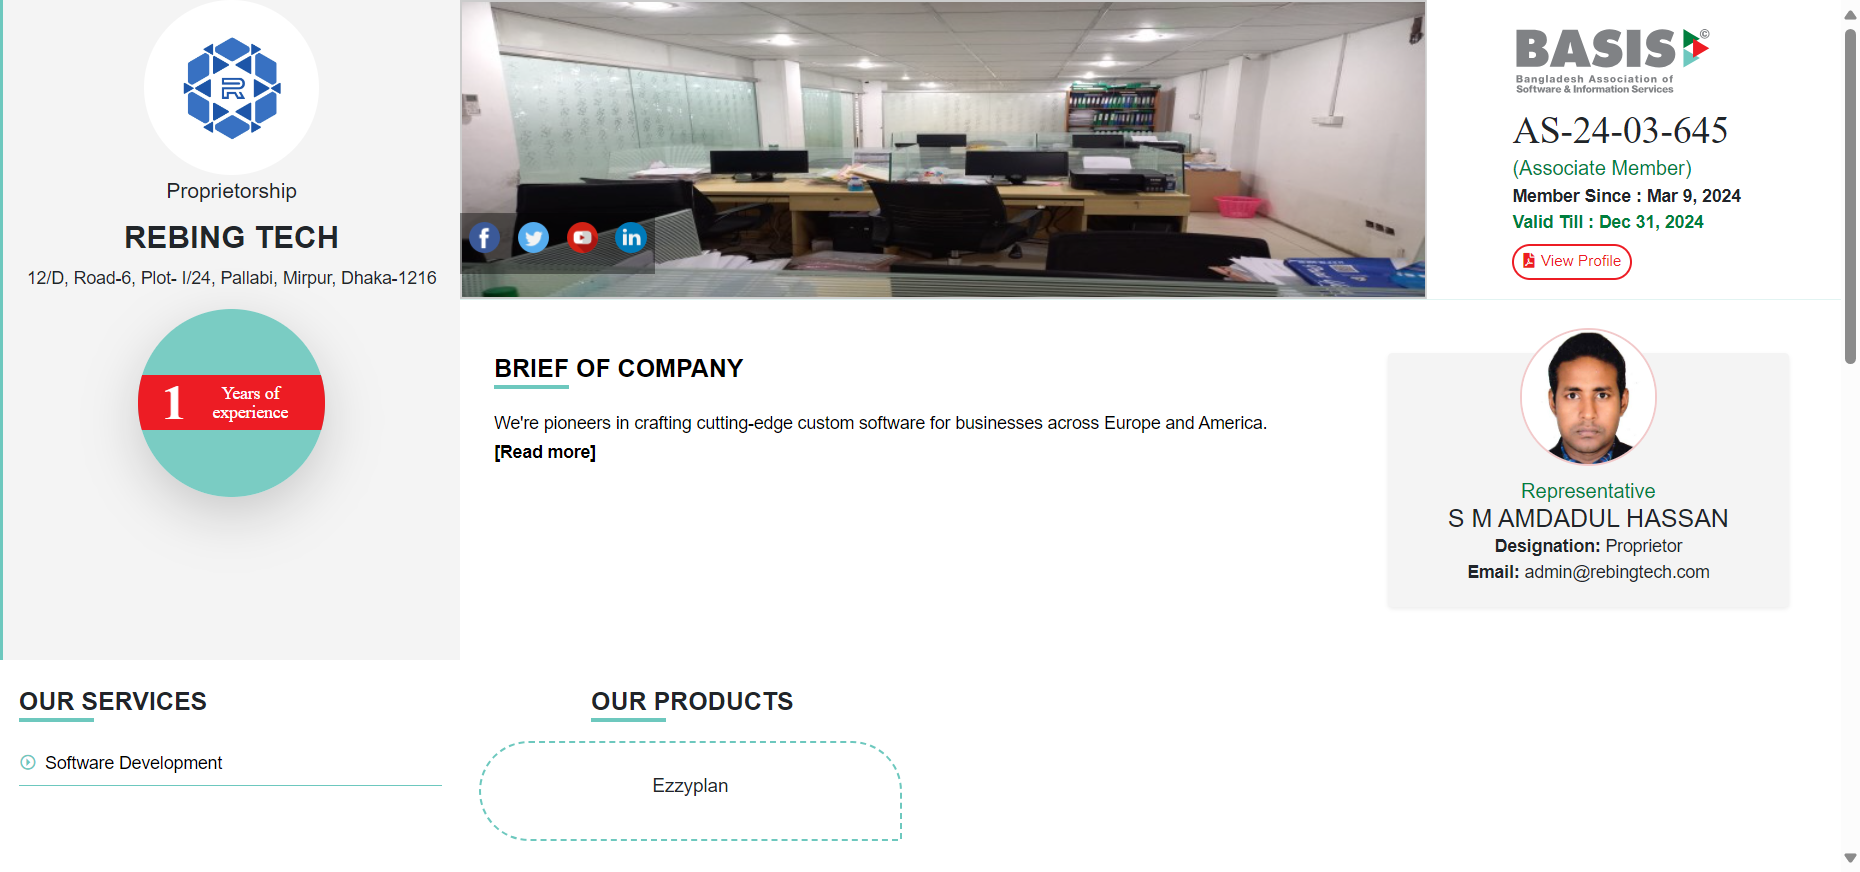 R
Proprietorship
REBING TECH
12/D, Road-6, Plot- I/24, Pallabi, Mirpur, Dhaka-1216
1
Years of
experience
f
in
BASIS©
Bangladesh Association of
Software & Information Services
AS-24-03-645
(Associate Member)
Member Since : Mar 9, 2024
Valid Till : Dec 31, 2024
View Profile
BRIEF OF COMPANY
We're pioneers in crafting cutting-edge custom software for businesses across Europe and America.
[Read more]
Representative
S M AMDADUL HASSAN
Designation: Proprietor
Email: admin@rebingtech.com
OUR SERVICES
Software Development
OUR PRODUCTS
Ezzyplan